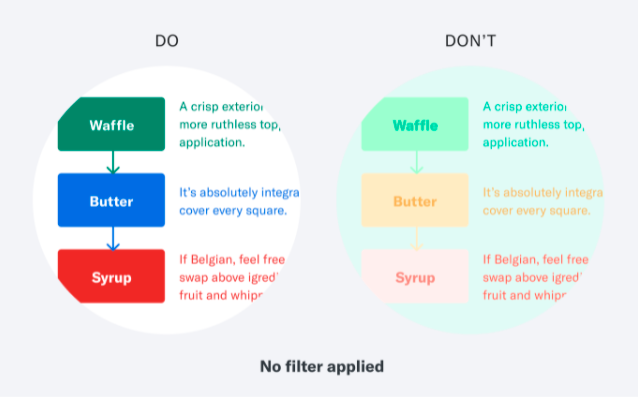 DO
Waffle
A crisp exterior
more ruthless top,
application.
Butter
It's absolutely integra
cover every square.
Syrup
If Belgian, feel free
swap above igred
fruit and whipp
DON'T
Waffle
A crisp exterior
more ruthless top,
application.
Butter
It's absolutely integra
cover every square.
Syrup
If Belgian, feel free
swap above igred
fruit and whipp
No filter applied